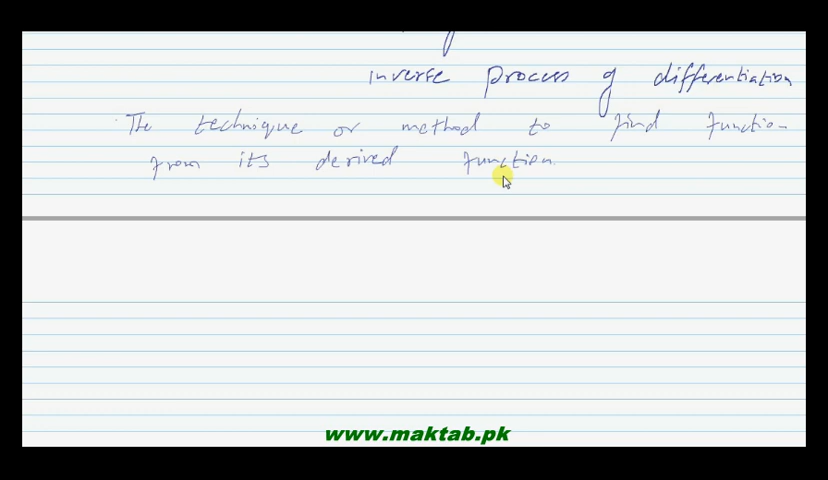 inverse process of differentiation
The technique or method to find function
from its derived function.
www.maktab.pk